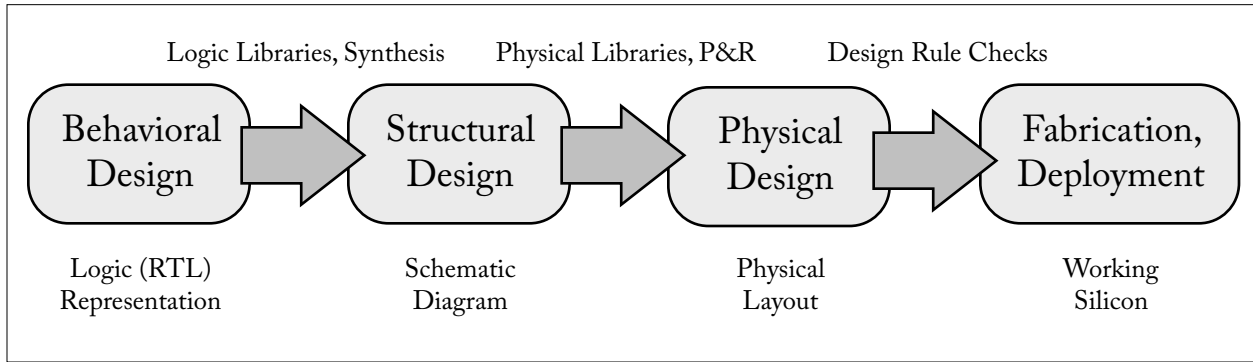 Logic Libraries, Synthesis
Physical Libraries, P&R
Design Rule Checks
Behavioral
Design
Structural
Design
Physical
Design
Fabrication,
Deployment
Logic (RTL)
Representation
Schematic
Diagram
Physical
Layout
Working
Silicon